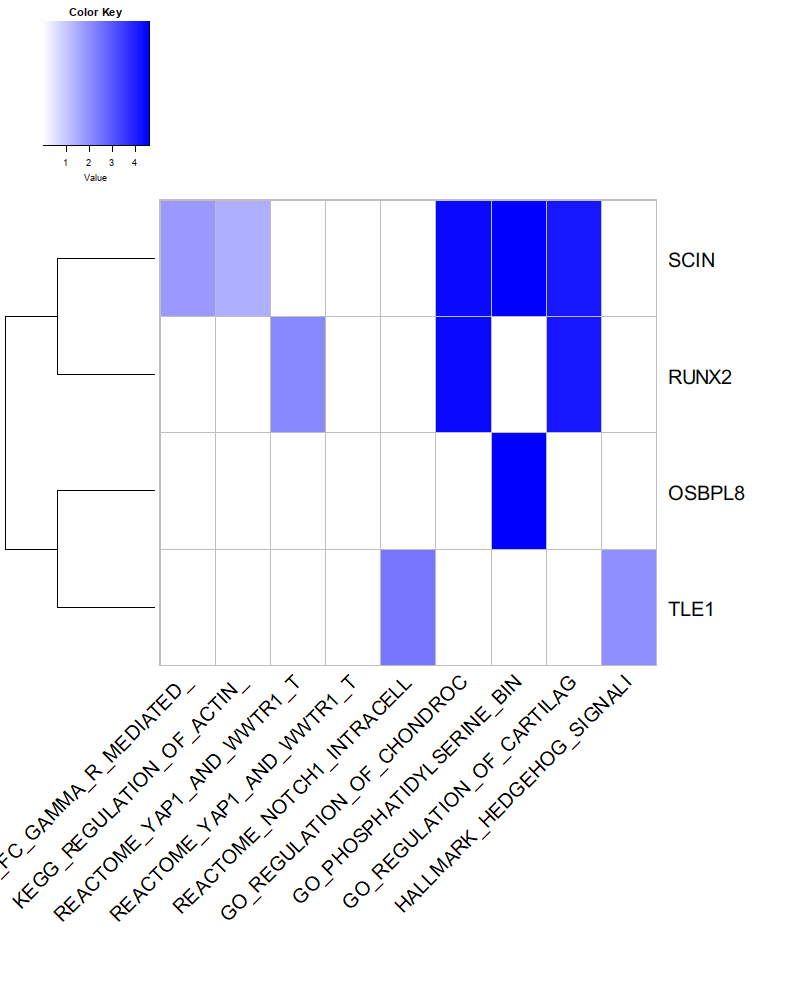 Color Key
1 2 3 4
Value
SCIN
RUNX2
OSBPL8
TLE1
_FC_GAMMA_R_MEDIATED_
KEGG_REGULATION_OF_ACTIN_
REACTOME_YAP1_AND_WWTR1_T
REACTOME_YAP1_AND_WWTR1_T
REACTOME_NOTCH1_INTRACELL
GO_REGULATION_OF_CHONDROC
GO_PHOSPHATIDYLSERINE_BIN
GO_REGULATION_OF_CARTILAG
HALLMARK_HEDGEHOG_SIGNALI